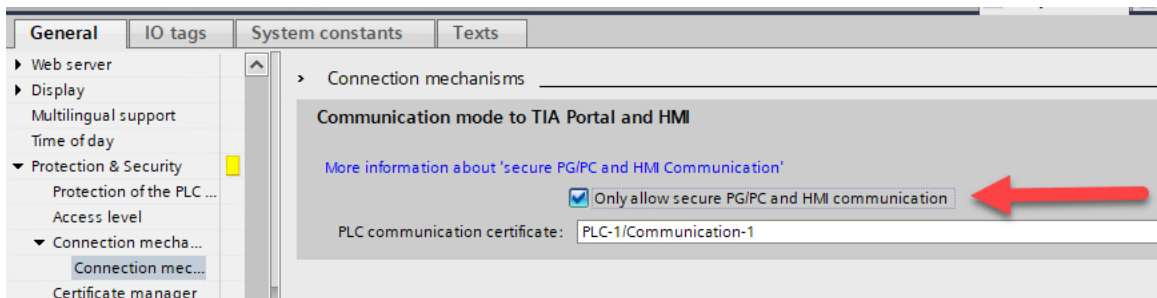 General IO tags System constants Texts
Web server
Display
Multilingual support
Time of day
Protection & Security
Protection of the PLC ...
Access level
Connection mecha...
Connection mec...
Certificate manager
Connection mechanisms
Communication mode to TIA Portal and HMI
More information about 'secure PG/PC and HMI Communication'
Only allow secure PG/PC and HMI communication
PLC communication certificate: PLC-1/Communication-1